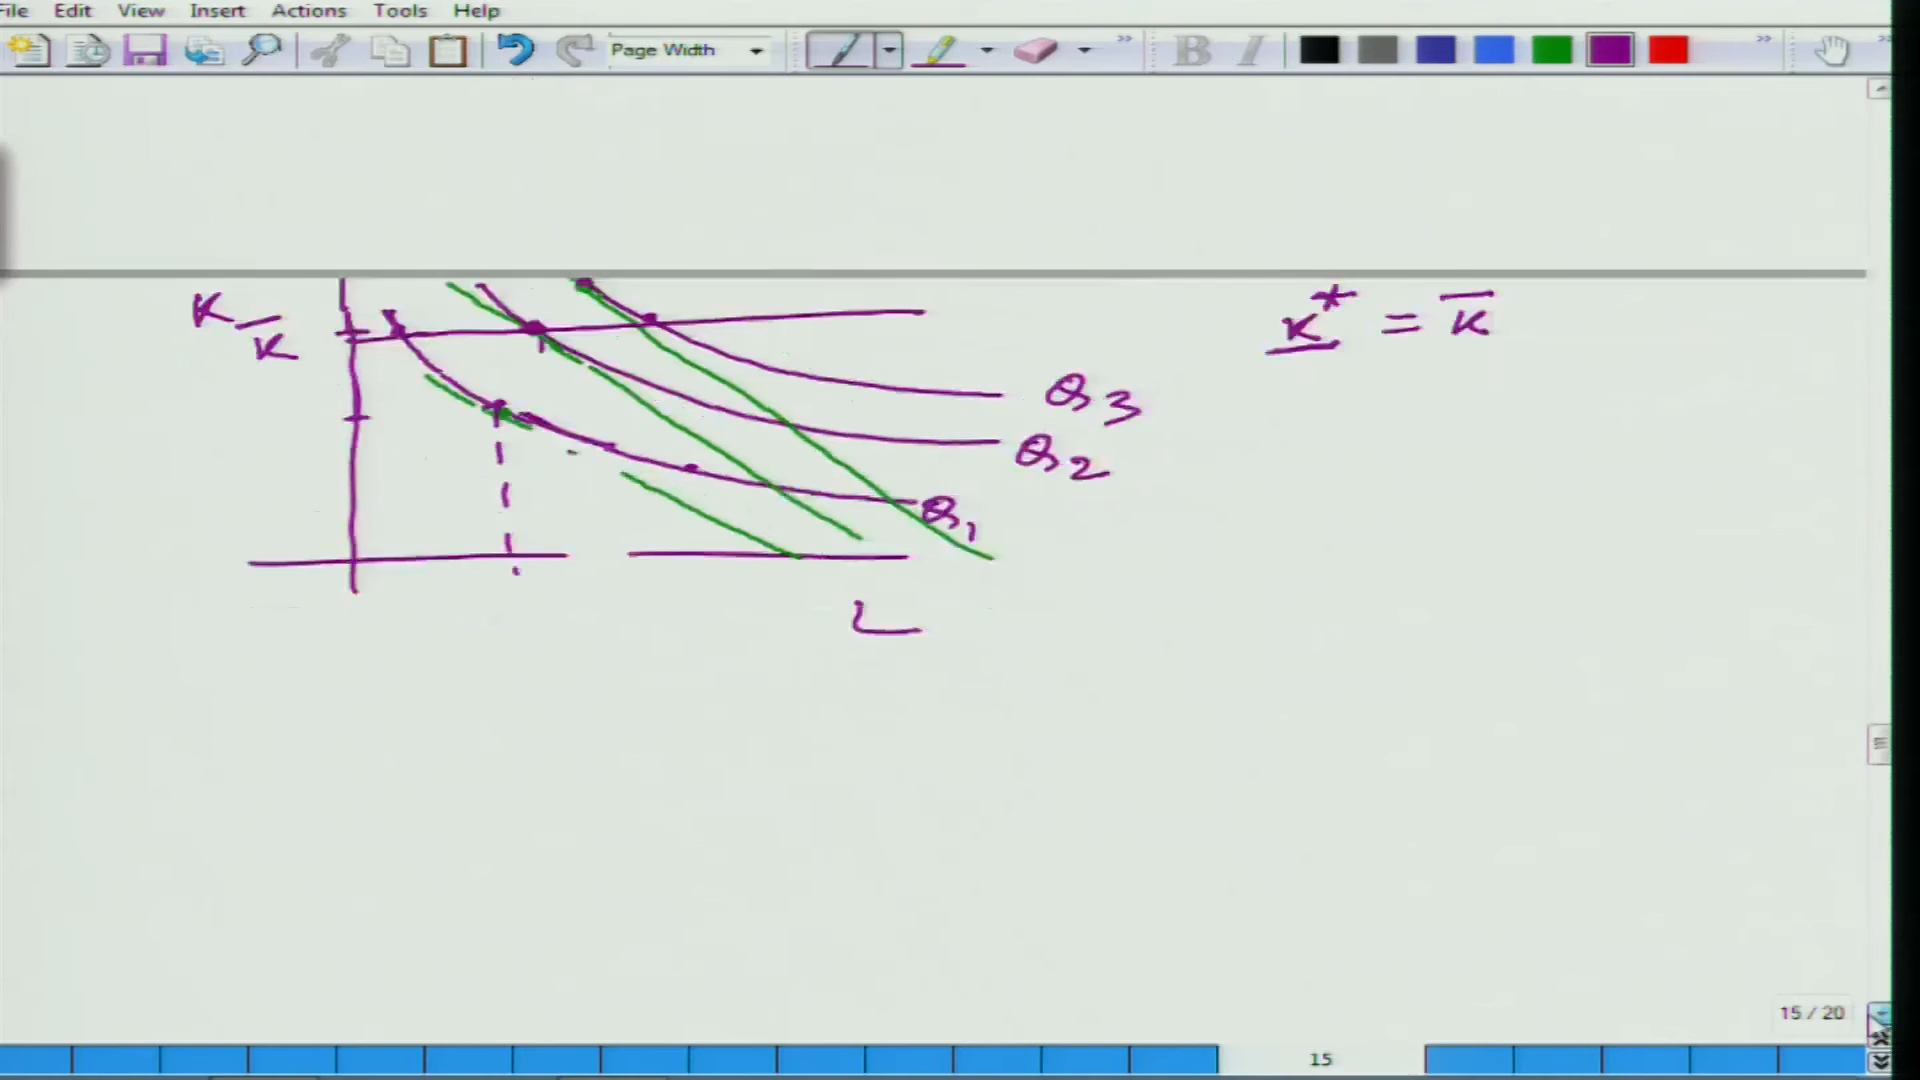 File Edit View Insert Actions Tools Help
Page Width
B I
K
K̅
K* = K̅
Q3
Q2
Q1
L
15 / 20
15